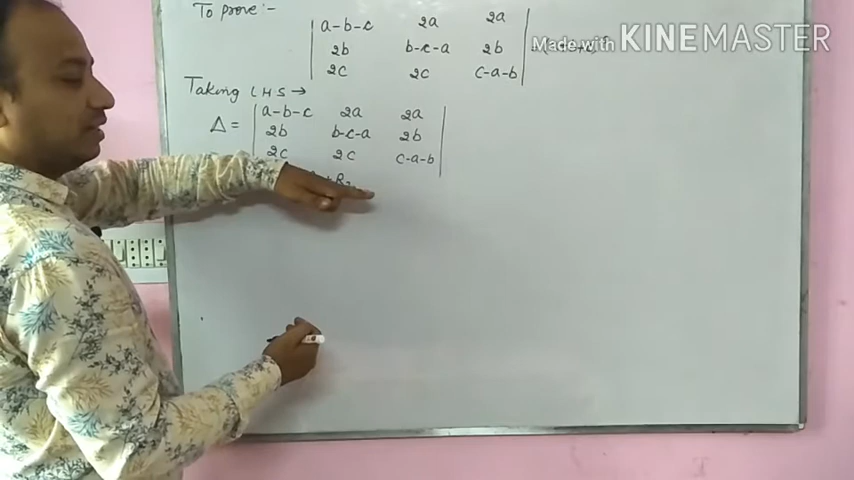 To prove:-
| a-b-c 2a 2a |
| 2b b-c-a 2b |
| 2c 2c c-a-b |
Made with KINEMASTER
Taking LHS →
Δ = | a-b-c 2a 2a |
| 2b b-c-a 2b |
| 2c 2c c-a-b |
+R₂